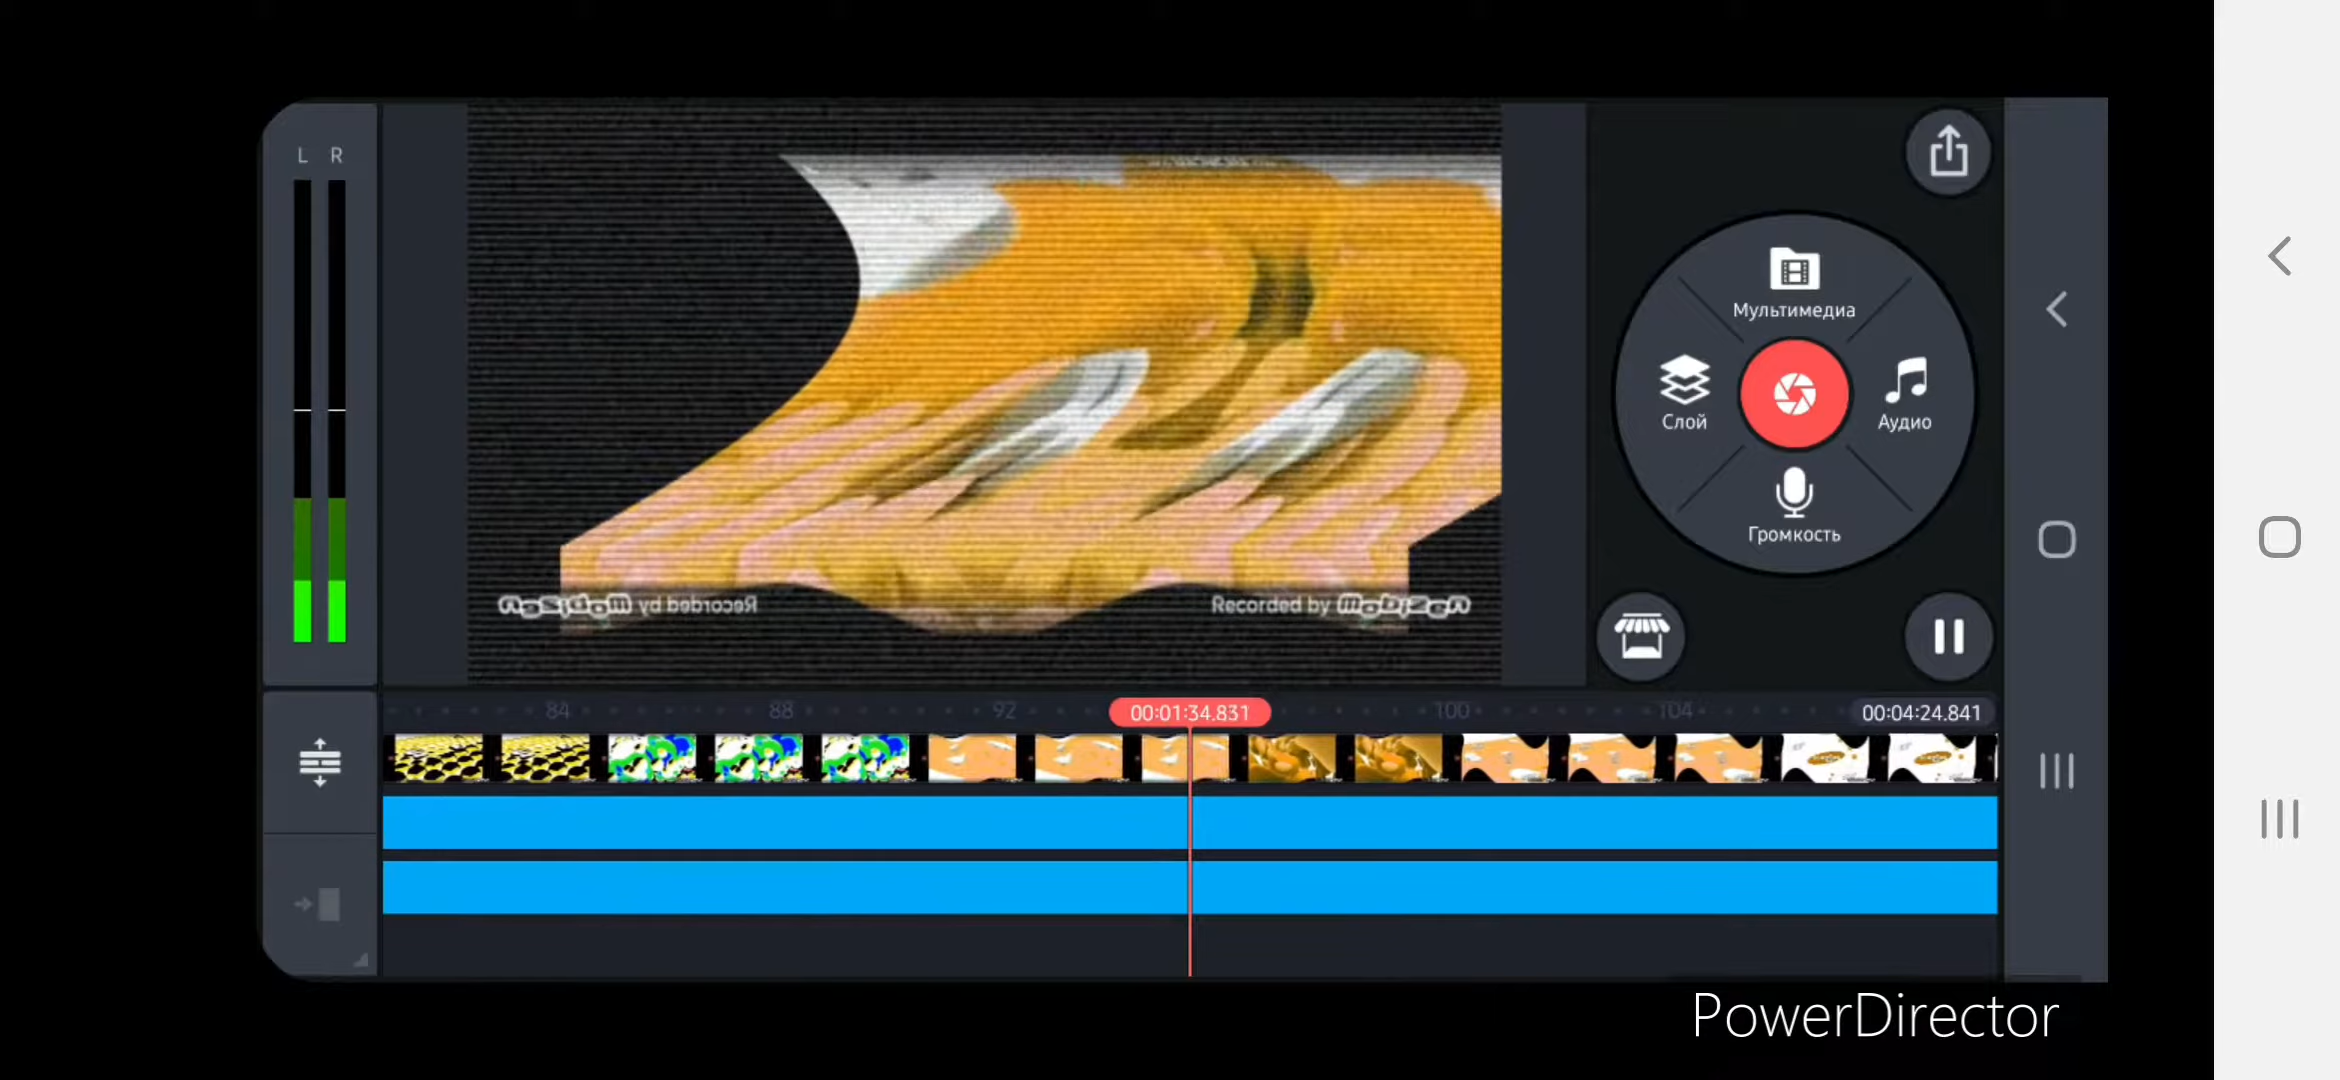 L R
Мультимедиа
Слой
Аудио
Громкость
Recorded by Mobizen
Recorded by Mobizen
84
88
92
00:01:34.831
100
104
00:04:24.841
PowerDirector